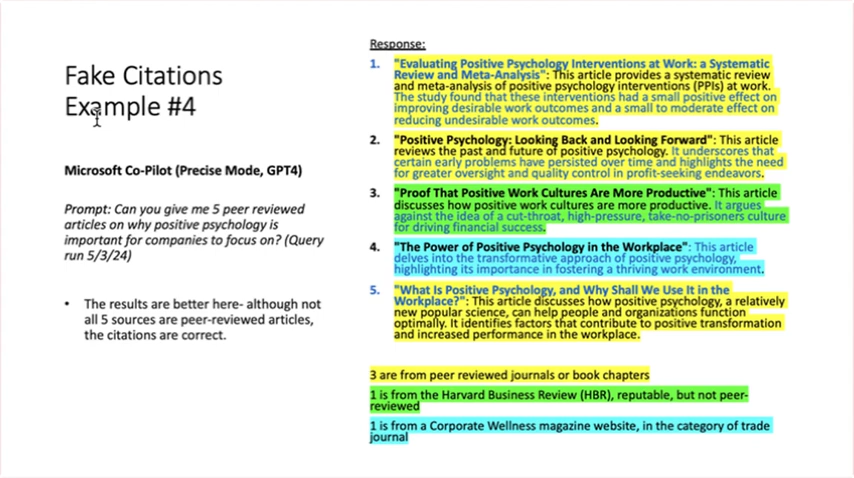 Fake Citations
Example #4
Microsoft Co-Pilot (Precise Mode, GPT4)
Prompt: Can you give me 5 peer reviewed
articles on why positive psychology is
important for companies to focus on? (Query
run 5/3/24)
• The results are better here- although not
all 5 sources are peer-reviewed articles,
the citations are correct.
Response:
1. "Evaluating Positive Psychology Interventions at Work: a Systematic
Review and Meta-Analysis": This article provides a systematic review
and meta-analysis of positive psychology interventions (PPIs) at work.
The study found that these interventions had a small positive effect on
improving desirable work outcomes and a small to moderate effect on
reducing undesirable work outcomes.
2. "Positive Psychology: Looking Back and Looking Forward": This article
reviews the past and future of positive psychology. It underscores that
certain early problems have persisted over time and highlights the need
for greater oversight and quality control in profit-seeking endeavors.
3. "Proof That Positive Work Cultures Are More Productive": This article
discusses how positive work cultures are more productive. It argues
against the idea of a cut-throat, high-pressure, take-no-prisoners culture
for driving financial success.
4. "The Power of Positive Psychology in the Workplace": This article
delves into the transformative approach of positive psychology,
highlighting its importance in fostering a thriving work environment.
5. "What Is Positive Psychology, and Why Shall We Use It in the
Workplace?": This article discusses how positive psychology, a relatively
new popular science, can help people and organizations function
optimally. It identifies factors that contribute to positive transformation
and increased performance in the workplace.
3 are from peer reviewed journals or book chapters
1 is from the Harvard Business Review (HBR), reputable, but not peer-
reviewed
1 is from a Corporate Wellness magazine website, in the category of trade
journal